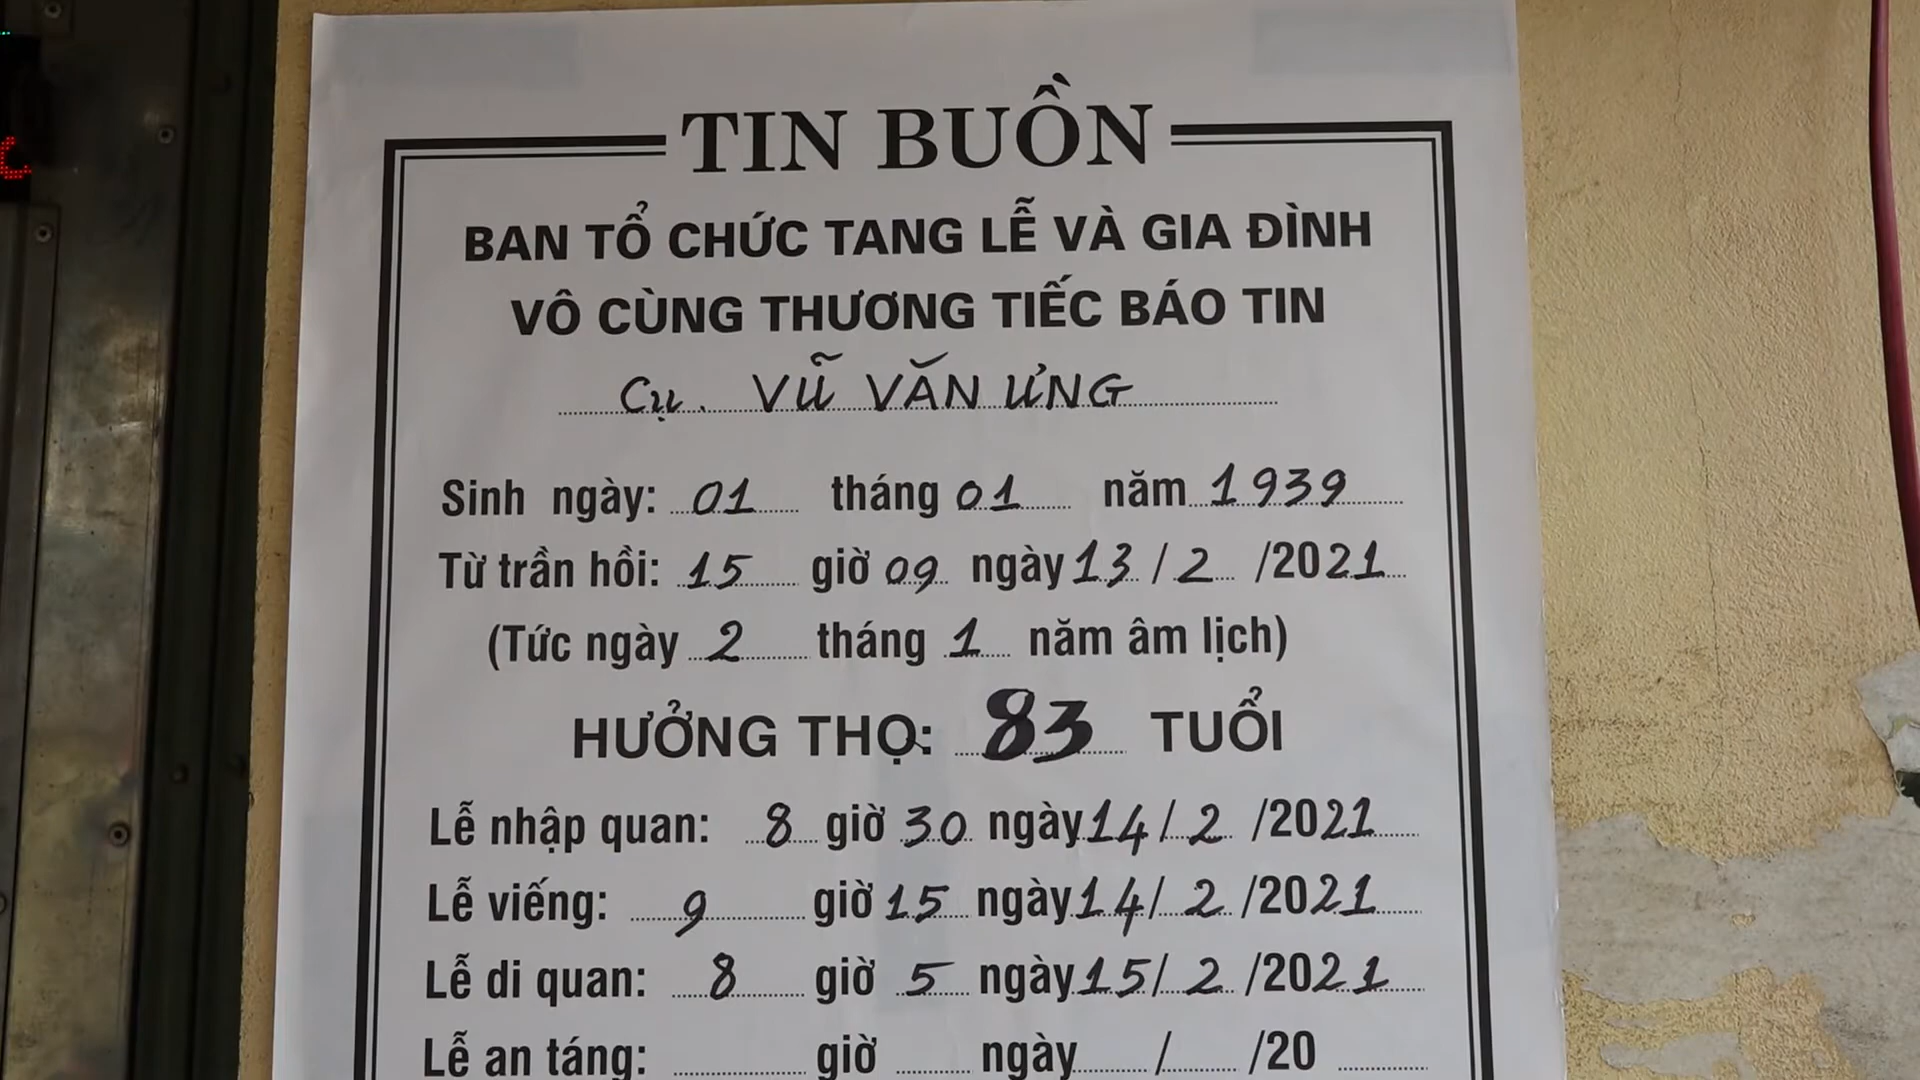 TIN BUỒN
BAN TỔ CHỨC TANG LỄ VÀ GIA ĐÌNH
VÔ CÙNG THƯƠNG TIẾC BÁO TIN
Cụ. VŨ VĂN ƯNG
Sinh ngày: 01 tháng 01 năm 1939
Từ trần hồi: 15 giờ 09 ngày 13 / 2 /2021
(Tức ngày 2 tháng 1 năm âm lịch)
HƯỞNG THỌ: 83 TUỔI
Lễ nhập quan: 8 giờ 30 ngày 14 / 2 /2021
Lễ viếng: 9 giờ 15 ngày 14 / 2 /2021
Lễ di quan: 8 giờ 5 ngày 15 / 2 /2021
Lễ an táng: giờ ngày / /20